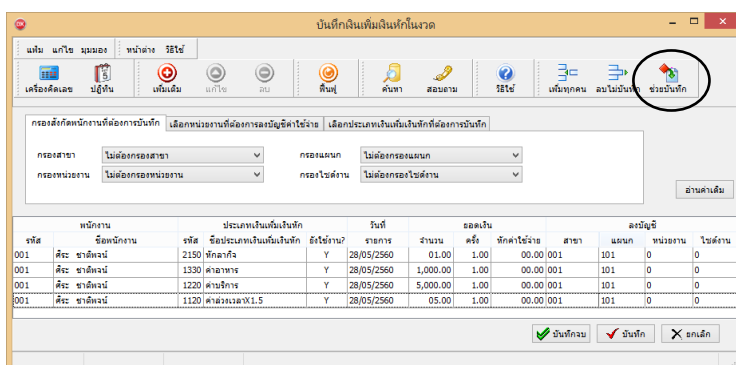 บันทึกเงินเพิ่มเงินหักในงวด
แฟ้ม แก้ไข มุมมอง หน้าต่าง วิธีใช้
เครื่องคิดเลข ปฏิทิน เพิ่มเติม แก้ไข ลบ ฟื้นฟู ค้นหา สอบถาม วิธีใช้ เพิ่มทุกคน ลบไม่บันทึก ช่วยบันทึก
กรองสังกัดพนักงานที่ต้องการบันทึก เลือกหน่วยงานที่ต้องการลงบัญชีค่าใช้จ่าย เลือกประเภทเงินเพิ่มเงินหักที่ต้องการบันทึก
กรองสาขา ไม่ต้องกรองสาขา กรองแผนก ไม่ต้องกรองแผนก
กรองหน่วยงาน ไม่ต้องกรองหน่วยงาน กรองไซด์งาน ไม่ต้องกรองไซด์งาน
อ่านค่าเดิม
พนักงาน ประเภทเงินเพิ่มเงินหัก วันที่ ยอดเงิน ลงบัญชี
รหัส ชื่อพนักงาน รหัส ชื่อประเภทเงินเพิ่มเงินหัก ยังใช้งาน? รายการ จำนวน ครั้ง หักค่าใช้จ่าย สาขา แผนก หน่วยงาน ไซด์งาน
001 ศิระ ชาติพจน์ 2150 หักลากิจ Y 28/05/2560 01.00 1.00 00.00 001 101 0 0
001 ศิระ ชาติพจน์ 1330 ค่าอาหาร Y 28/05/2560 1,000.00 1.00 00.00 001 101 0 0
001 ศิระ ชาติพจน์ 1220 ค่าบริการ Y 28/05/2560 5,000.00 1.00 00.00 001 101 0 0
001 ศิระ ชาติพจน์ 1120 ค่าล่วงเวลาX1.5 Y 28/05/2560 05.00 1.00 00.00 001 101 0 0
บันทึกจบ บันทึก ยกเลิก